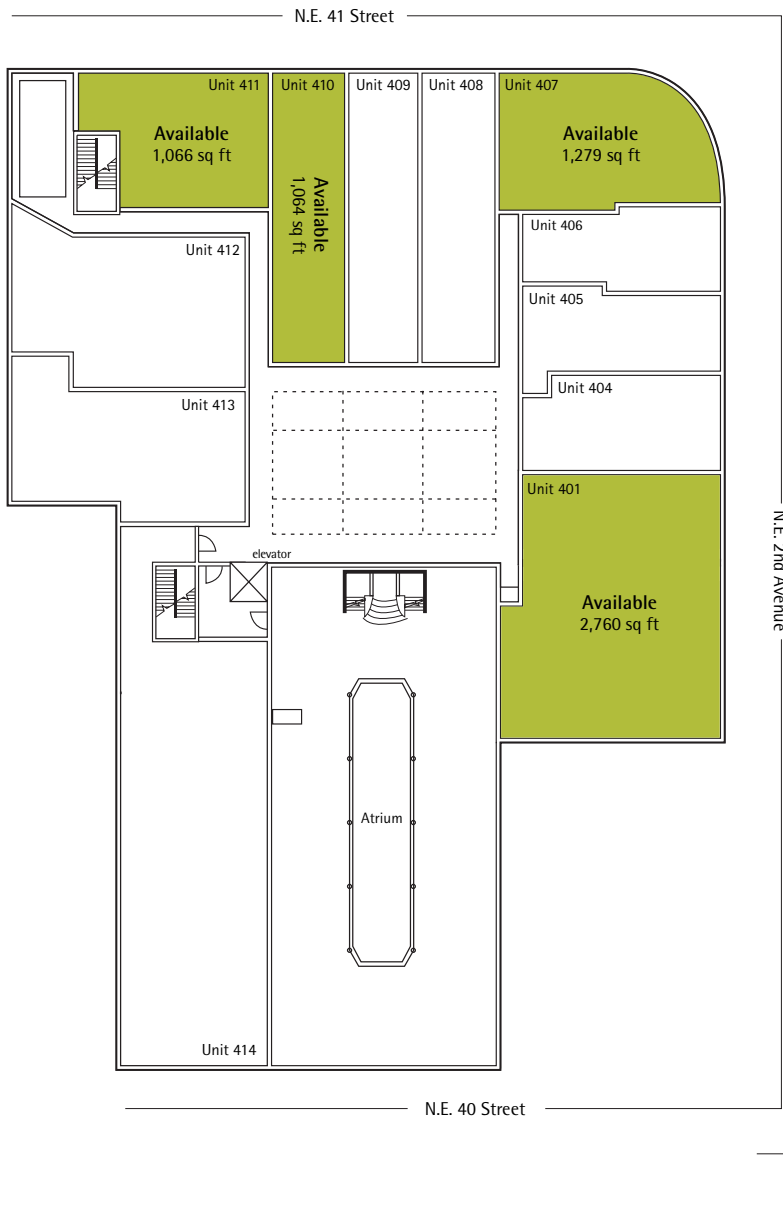 N.E. 41 Street
Unit 411
Unit 410
Unit 409
Unit 408
Unit 407
Available
1,066 sq ft
Available
1,064 sq ft
Available
1,279 sq ft
Unit 406
Unit 412
Unit 405
Unit 404
Unit 413
Unit 401
N.E. 2nd Avenue
elevator
Available
2,760 sq ft
Atrium
Unit 414
N.E. 40 Street